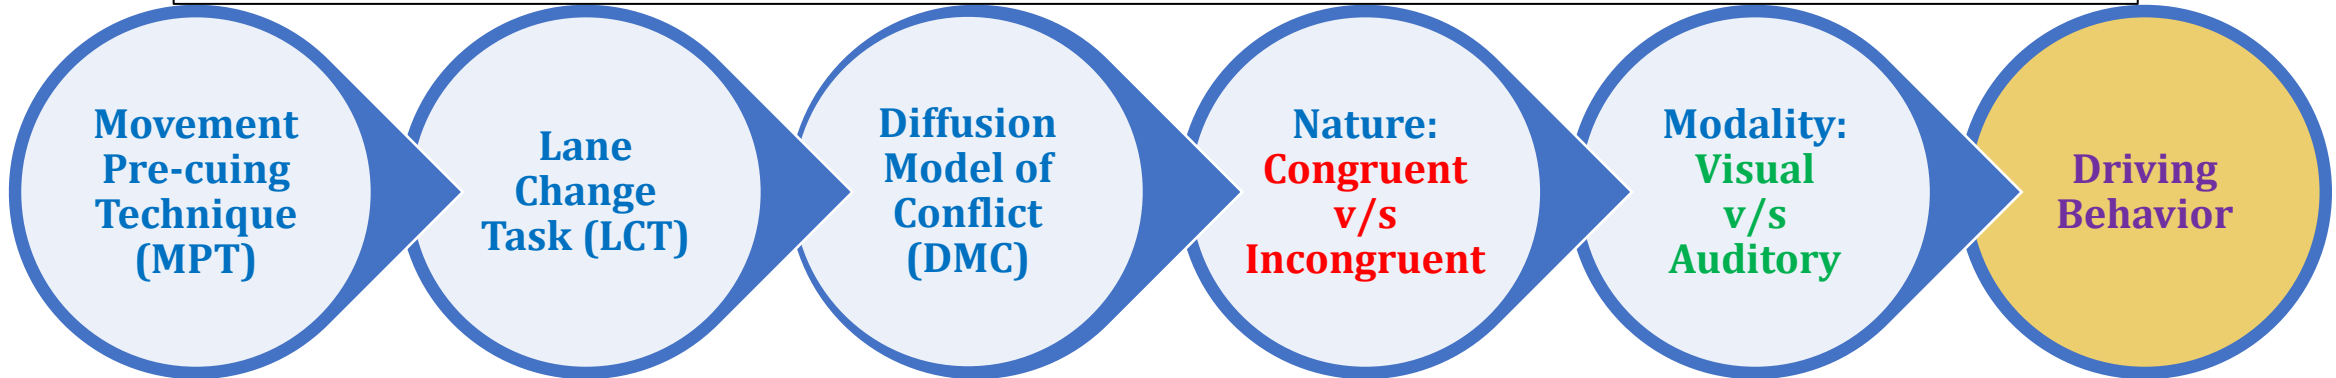 Movement
Pre-cuing
Technique
(MPT)
Lane
Change
Task (LCT)
Diffusion
Model of
Conflict
(DMC)
Nature:
Congruent
v/s
Incongruent
Modality:
Visual
v/s
Auditory
Driving
Behavior